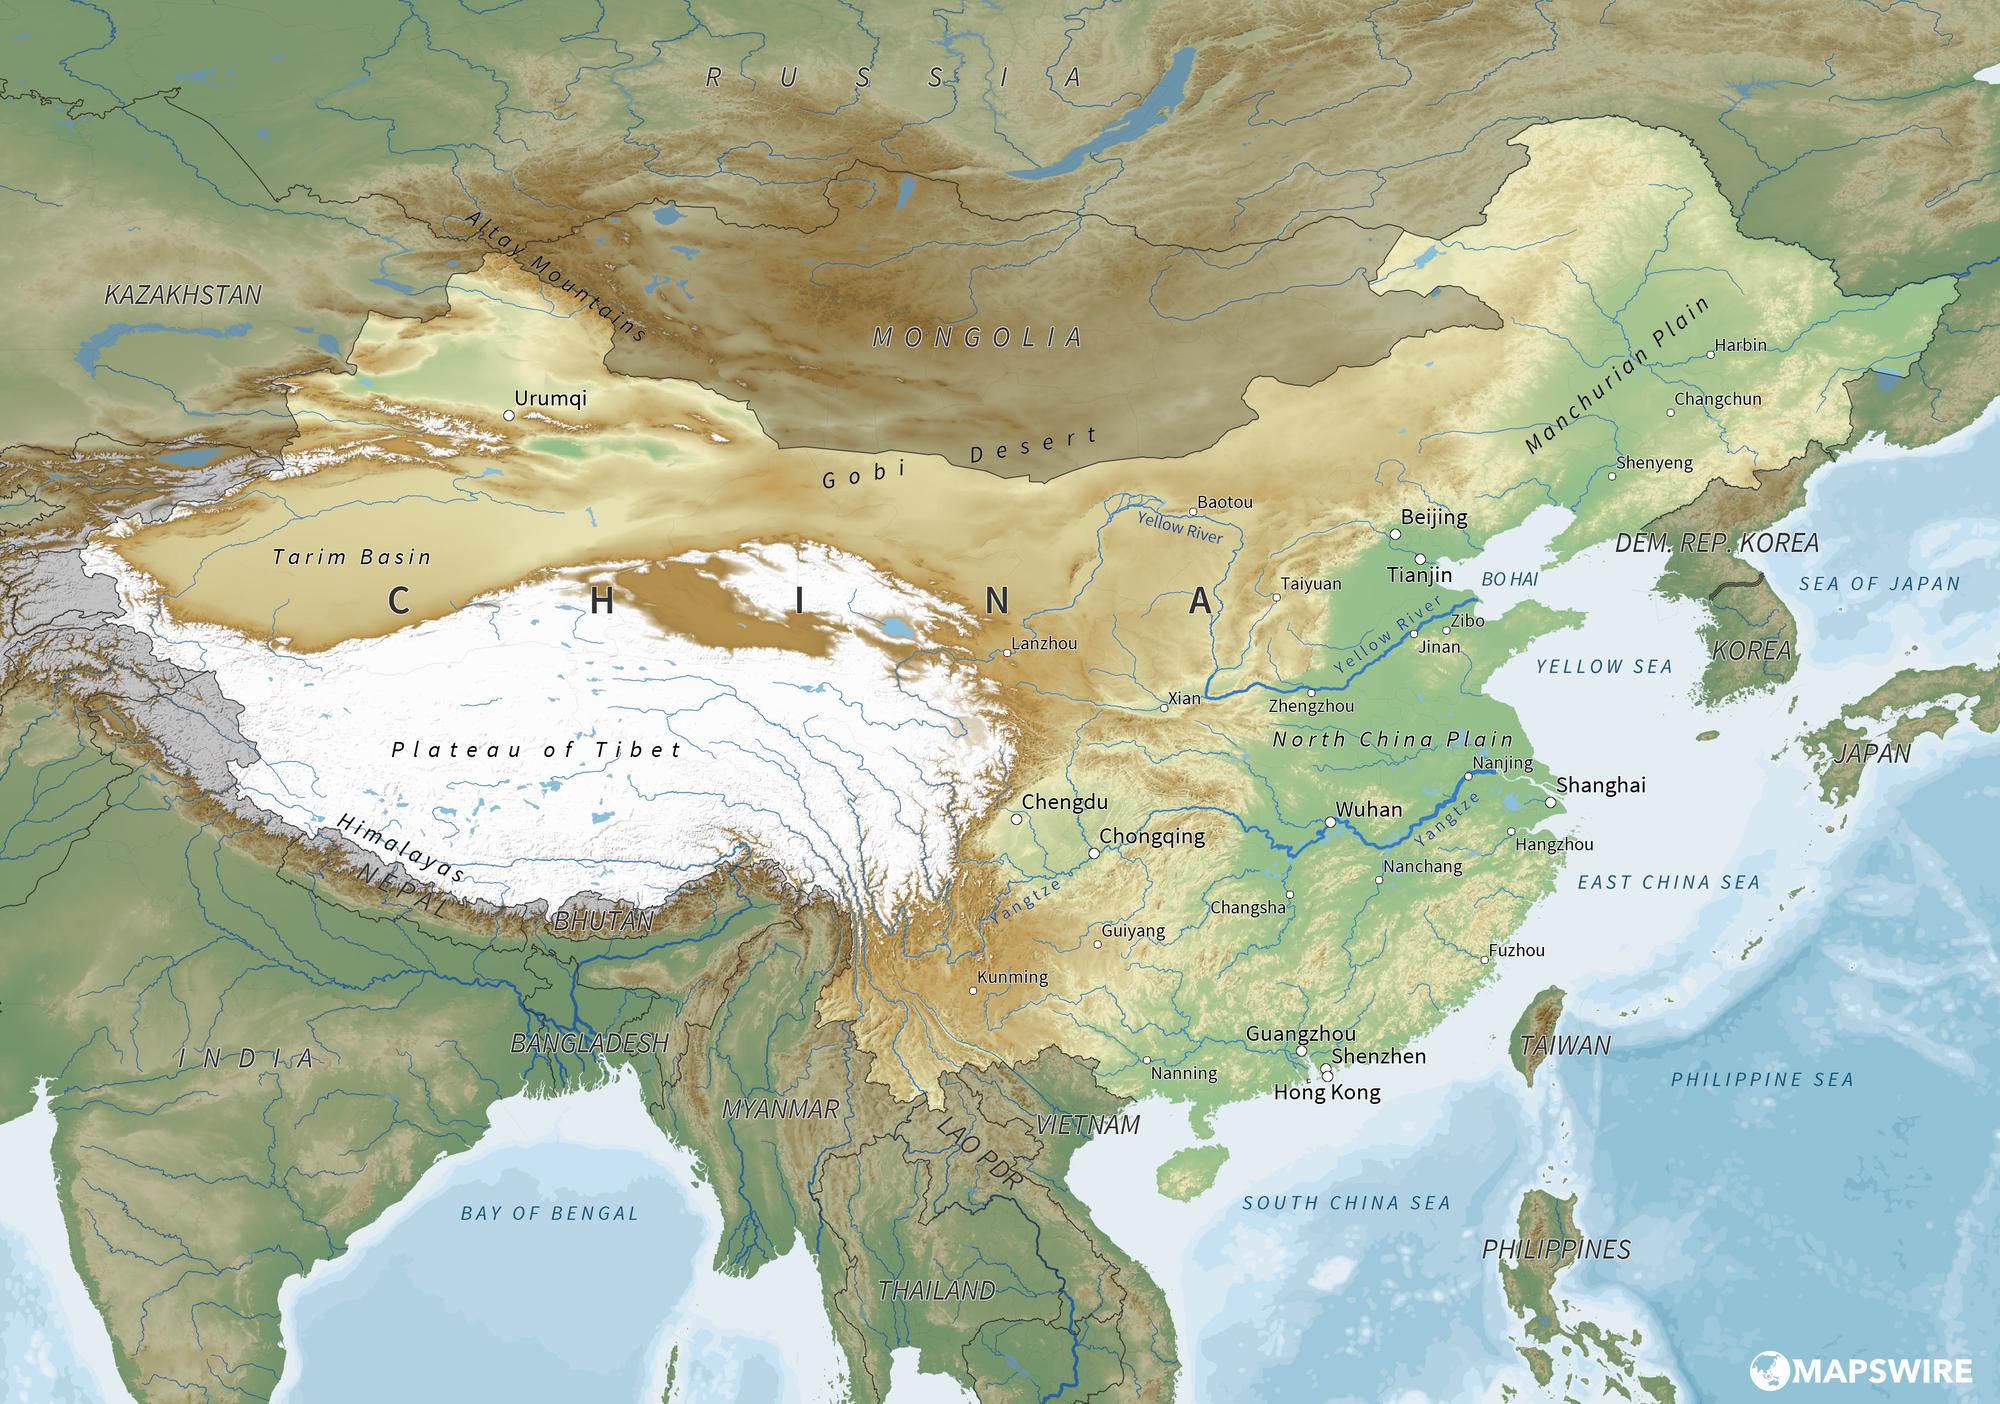 RUSSIA
Altay Mountains
KAZAKHSTAN
MONGOLIA
Manchurian Plain
Harbin
Urumqi
Changchun
Gobi Desert
Shenyeng
Baotou
Yellow River
Beijing
DEM. REP. KOREA
Tarim Basin
Tianjin
BO HAI
SEA OF JAPAN
Taiyuan
CHINA
Yellow River
Zibo
Lanzhou
Jinan
KOREA
YELLOW SEA
Xian
Zhengzhou
North China Plain
Plateau of Tibet
JAPAN
Nanjing
Shanghai
Chengdu
Wuhan
Yangtze
Chongqing
Himalayas
Hangzhou
Nanchang
NEPAL
EAST CHINA SEA
Yangtze
Changsha
BHUTAN
Guiyang
Fuzhou
Kunming
Guangzhou
BANGLADESH
TAIWAN
INDIA
Shenzhen
Nanning
PHILIPPINE SEA
Hong Kong
MYANMAR
VIETNAM
LAO PDR
SOUTH CHINA SEA
BAY OF BENGAL
PHILIPPINES
THAILAND
MAPSWIRE